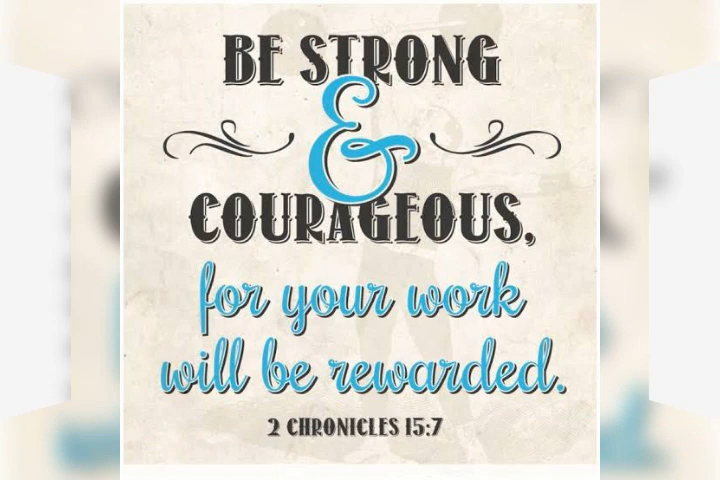 BE STRONG
&
COURAGEOUS,
for your work
will be rewarded.
2 CHRONICLES 15:7